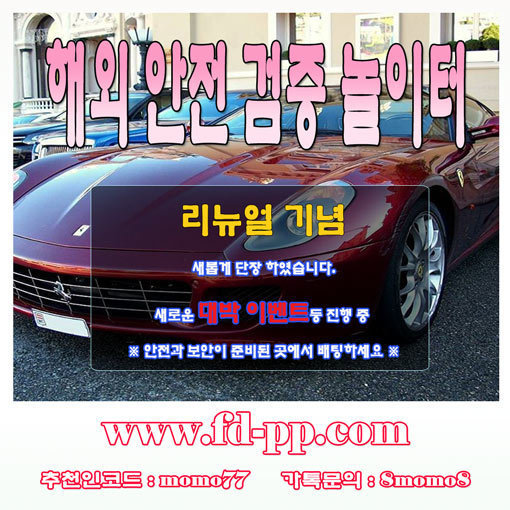 해외 안전 검증 놀이터
리뉴얼 기념
새롭게 단장 하였습니다.
새로운 대박 이벤트등 진행 중
※ 안전과 보안이 준비된 곳에서 배팅하세요 ※
www.fd-pp.com
추천인코드 : momo77 가톡문의 : 8momo8